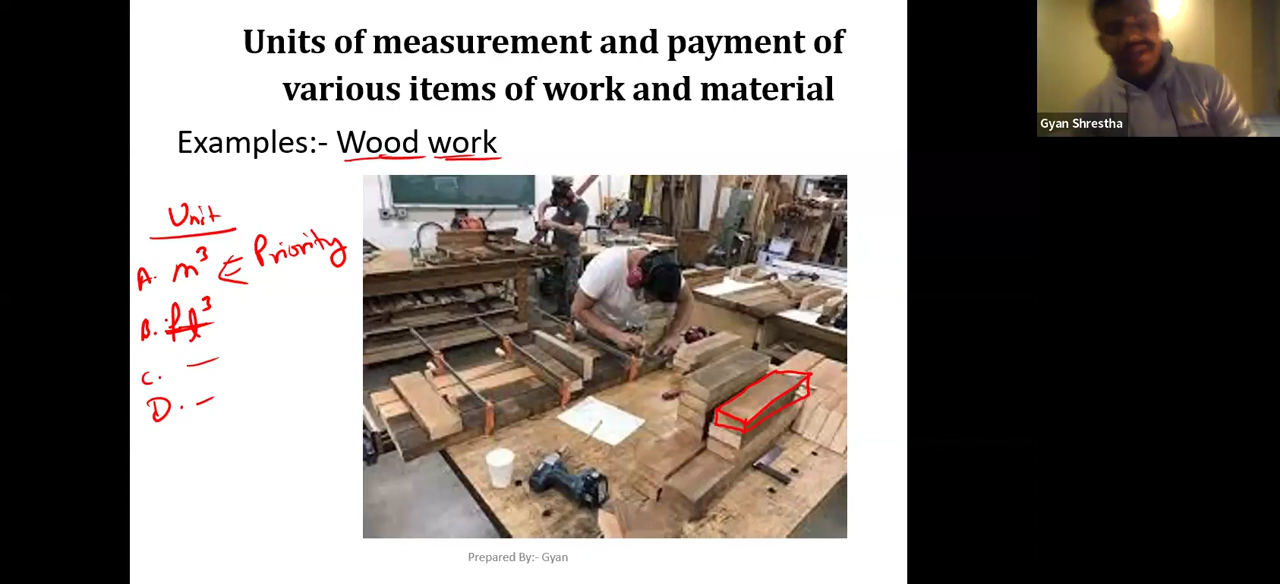 Units of measurement and payment of
various items of work and material
Gyan Shrestha
Examples:- Wood work
Unit
A. m³ Priority
B. ft³
C. —
D. —
Prepared By:- Gyan